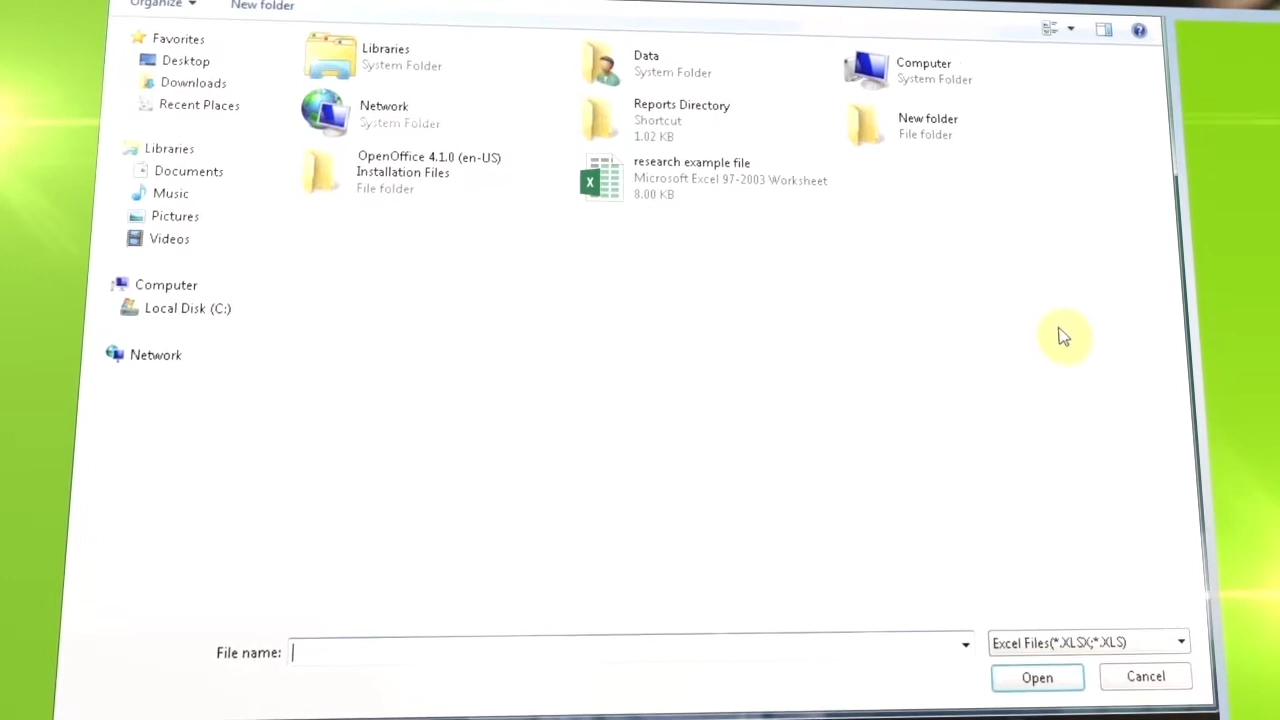 Organize
New folder
Favorites
Desktop
Downloads
Recent Places
Libraries
Documents
Music
Pictures
Videos
Computer
Local Disk (C:)
Network
Libraries
System Folder
Data
System Folder
Computer
System Folder
Network
System Folder
Reports Directory
Shortcut
1.02 KB
New folder
File folder
OpenOffice 4.1.0 (en-US)
Installation Files
File folder
research example file
Microsoft Excel 97-2003 Worksheet
8.00 KB
File name:
Excel Files(*.XLSX;*.XLS)
Open
Cancel